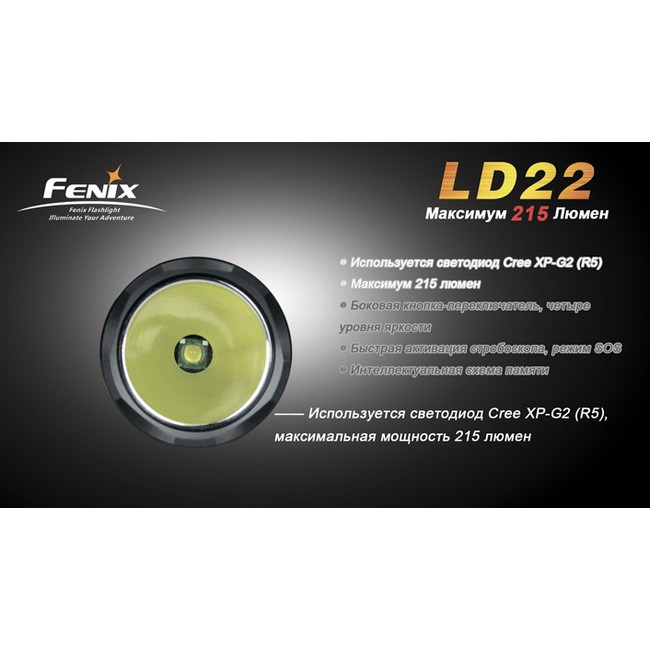 FENIX
Fenix Flashlight
Illuminate Your Adventure
LD22
Максимум 215 Люмен
Используется светодиод Cree XP-G2 (R5)
Максимум 215 люмен
Боковая кнопка-переключатель, четыре
уровня яркости
Быстрая активация стробоскопа, режим SOS
Интеллектуальная схема памяти
—— Используется светодиод Cree XP-G2 (R5),
максимальная мощность 215 люмен